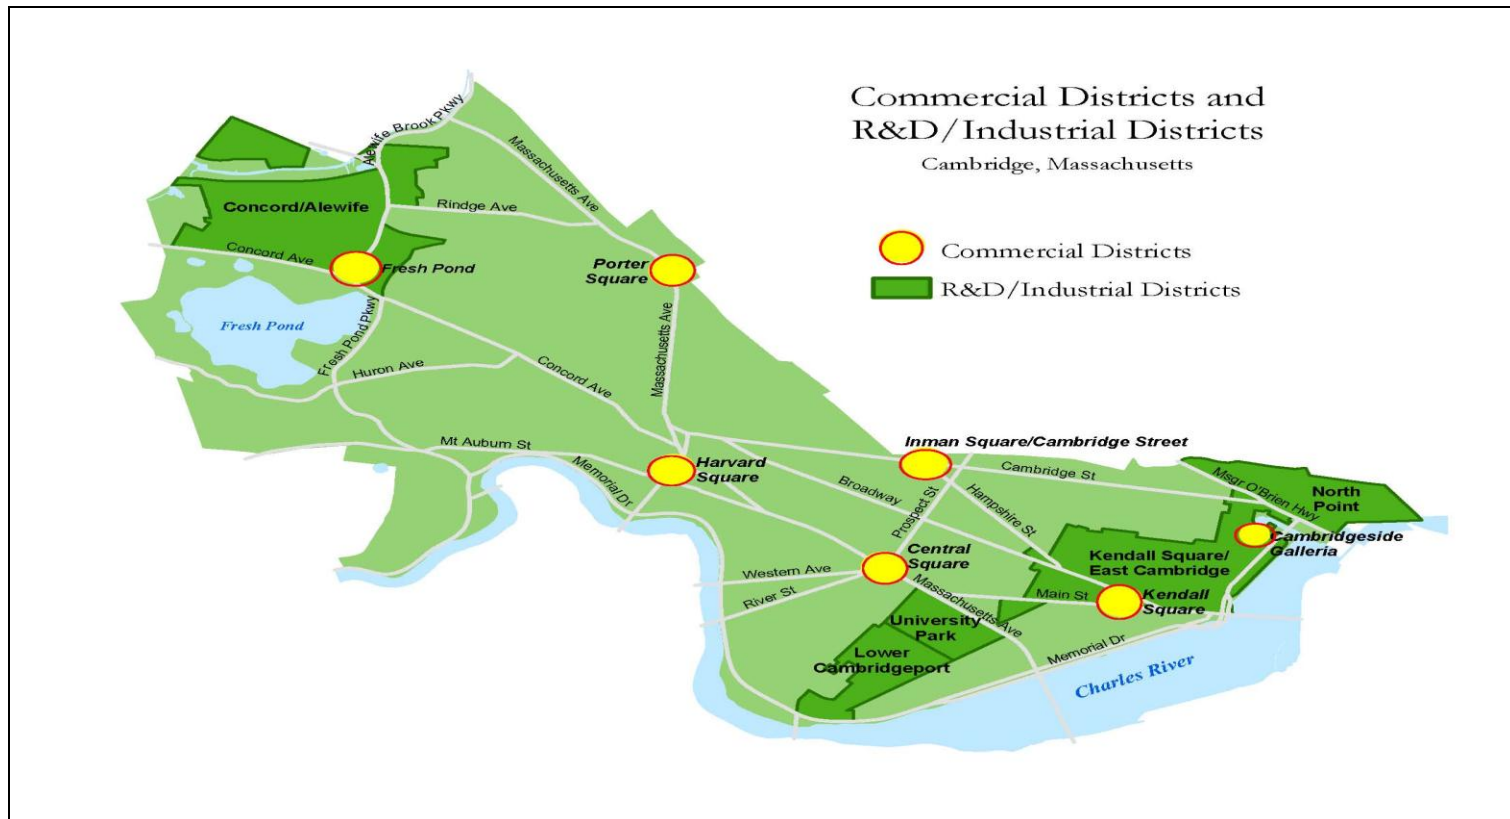 Commercial Districts and
R&D/Industrial Districts
Cambridge, Massachusetts
Commercial Districts
R&D/Industrial Districts
Alewife Brook Pkwy
Massachusetts Ave
Concord/Alewife
Rindge Ave
Concord Ave
Fresh Pond
Porter
Square
Fresh Pond
Fresh Pond Pkwy
Massachusetts Ave
Huron Ave
Concord Ave
Mt Auburn St
Memorial Dr
Harvard
Square
Inman Square/Cambridge Street
Cambridge St
Broadway
Prospect St
Hampshire St
Msgr O'Brien Hwy
North
Point
Cambridgeside
Galleria
Central
Square
Kendall Square/
East Cambridge
Western Ave
River St
Massachusetts Ave
Main St
Kendall
Square
University
Park
Lower
Cambridgeport
Memorial Dr
Charles River